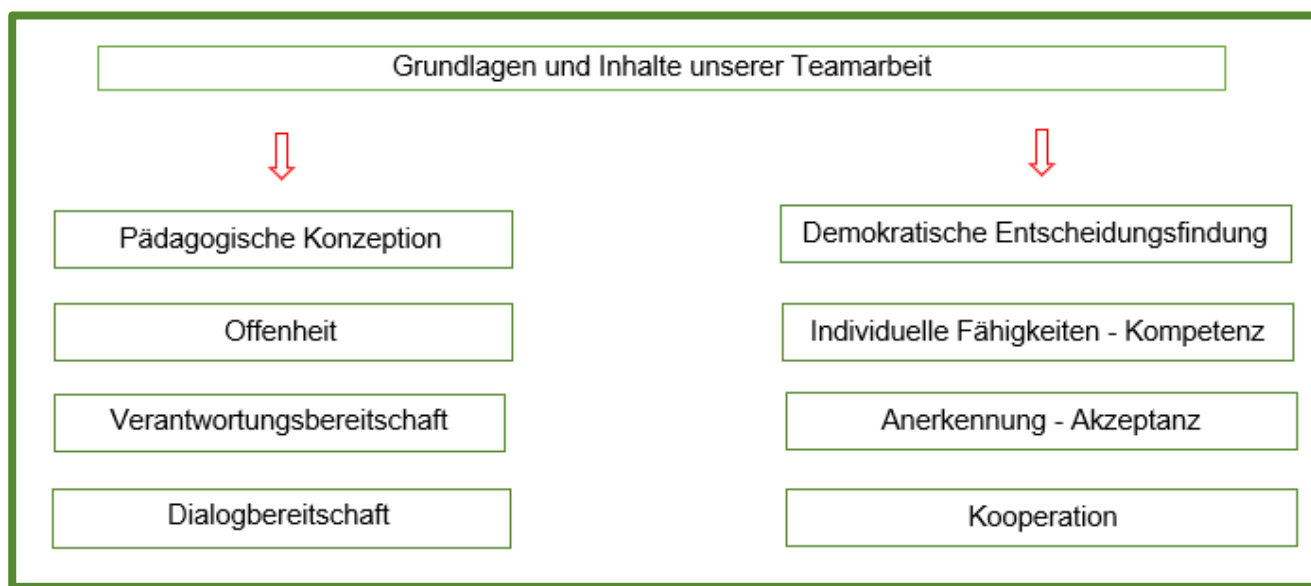 Grundlagen und Inhalte unserer Teamarbeit
Pädagogische Konzeption
Offenheit
Verantwortungsbereitschaft
Dialogbereitschaft
Demokratische Entscheidungsfindung
Individuelle Fähigkeiten - Kompetenz
Anerkennung - Akzeptanz
Kooperation